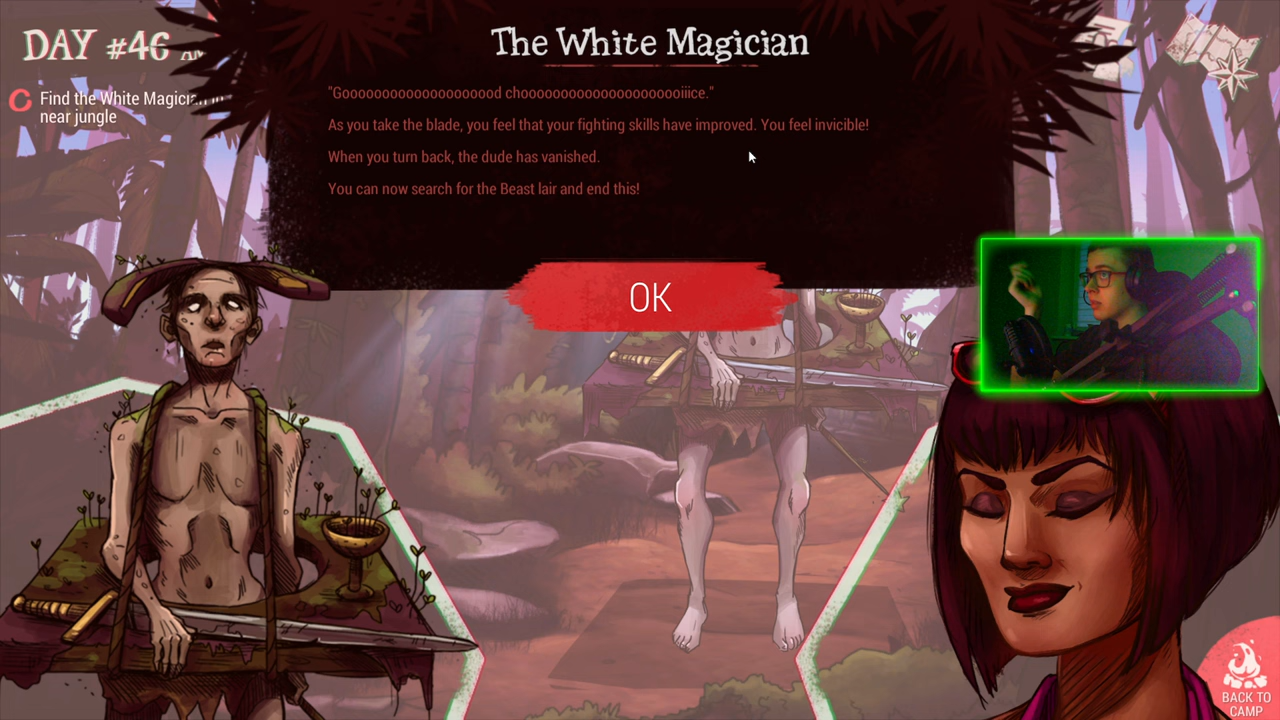 The White Magician
DAY #46
Find the White Magician
near jungle
"Goooooooooooooooooood choooooooooooooooooooooiiice."
As you take the blade, you feel that your fighting skills have improved. You feel invicible!
When you turn back, the dude has vanished.
You can now search for the Beast lair and end this!
OK
BACK TO
CAMP